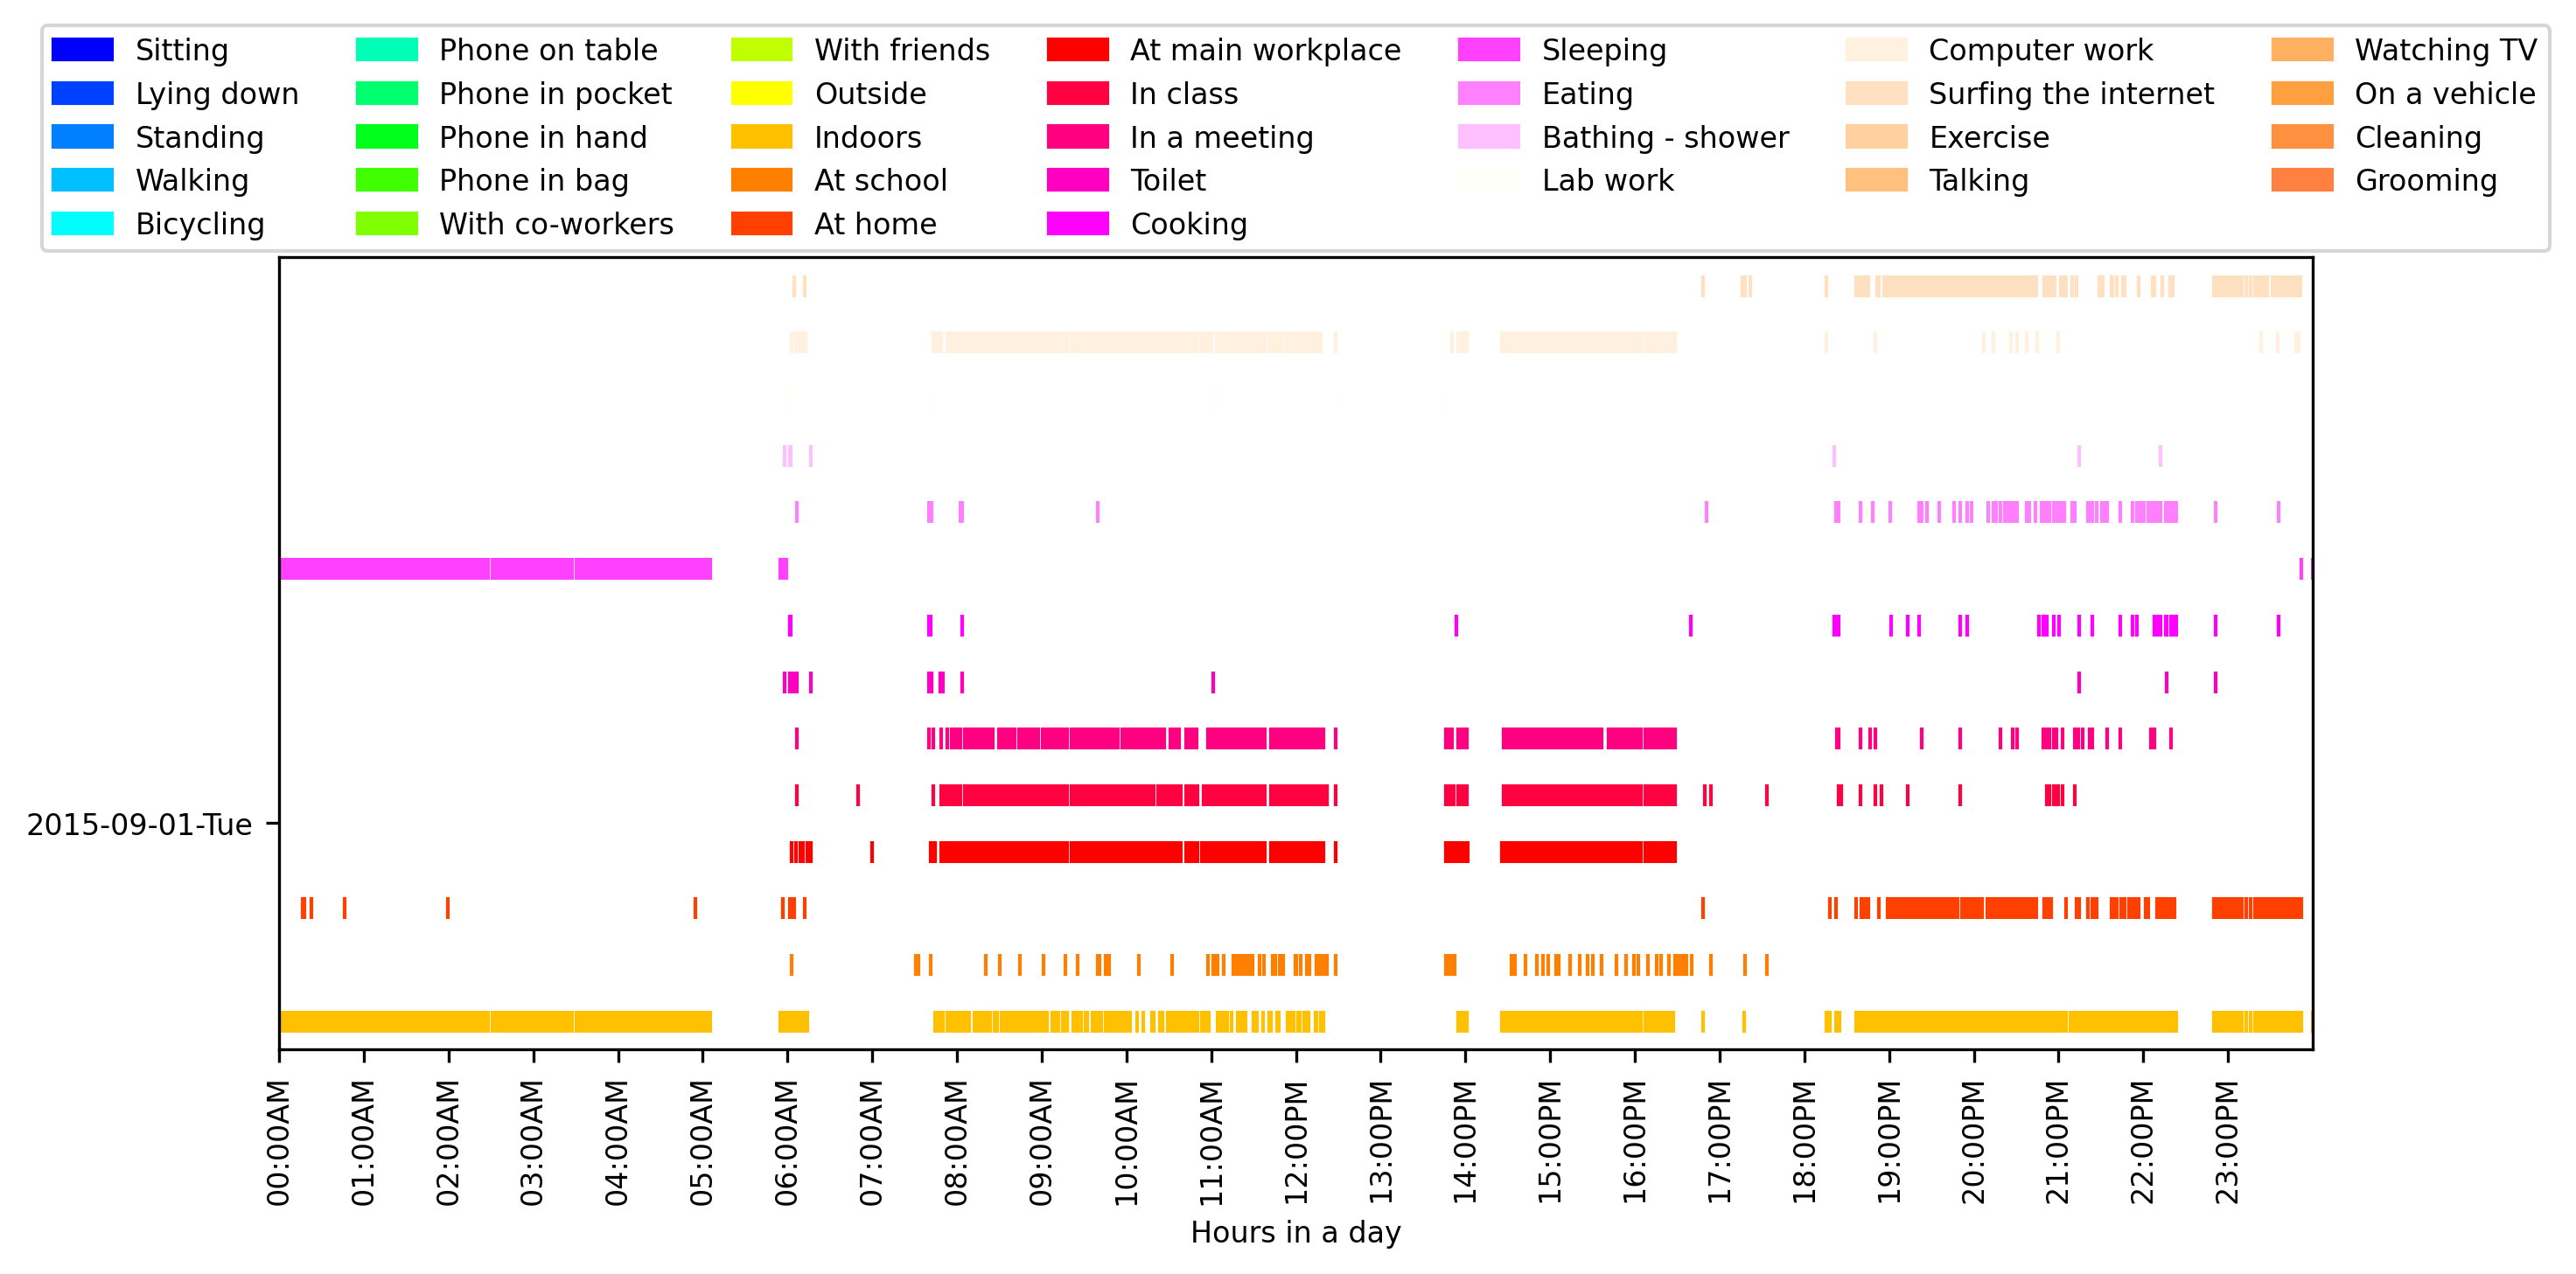 Sitting
Lying down
Standing
Walking
Bicycling
Phone on table
Phone in pocket
Phone in hand
Phone in bag
With co-workers
With friends
Outside
Indoors
At school
At home
At main workplace
In class
In a meeting
Toilet
Cooking
Sleeping
Eating
Bathing - shower
Lab work
Computer work
Surfing the internet
Exercise
Talking
Watching TV
On a vehicle
Cleaning
Grooming
2015-09-01-Tue
00:00AM
01:00AM
02:00AM
03:00AM
04:00AM
05:00AM
06:00AM
07:00AM
08:00AM
09:00AM
10:00AM
11:00AM
12:00PM
13:00PM
14:00PM
15:00PM
16:00PM
17:00PM
18:00PM
19:00PM
20:00PM
21:00PM
22:00PM
23:00PM
Hours in a day